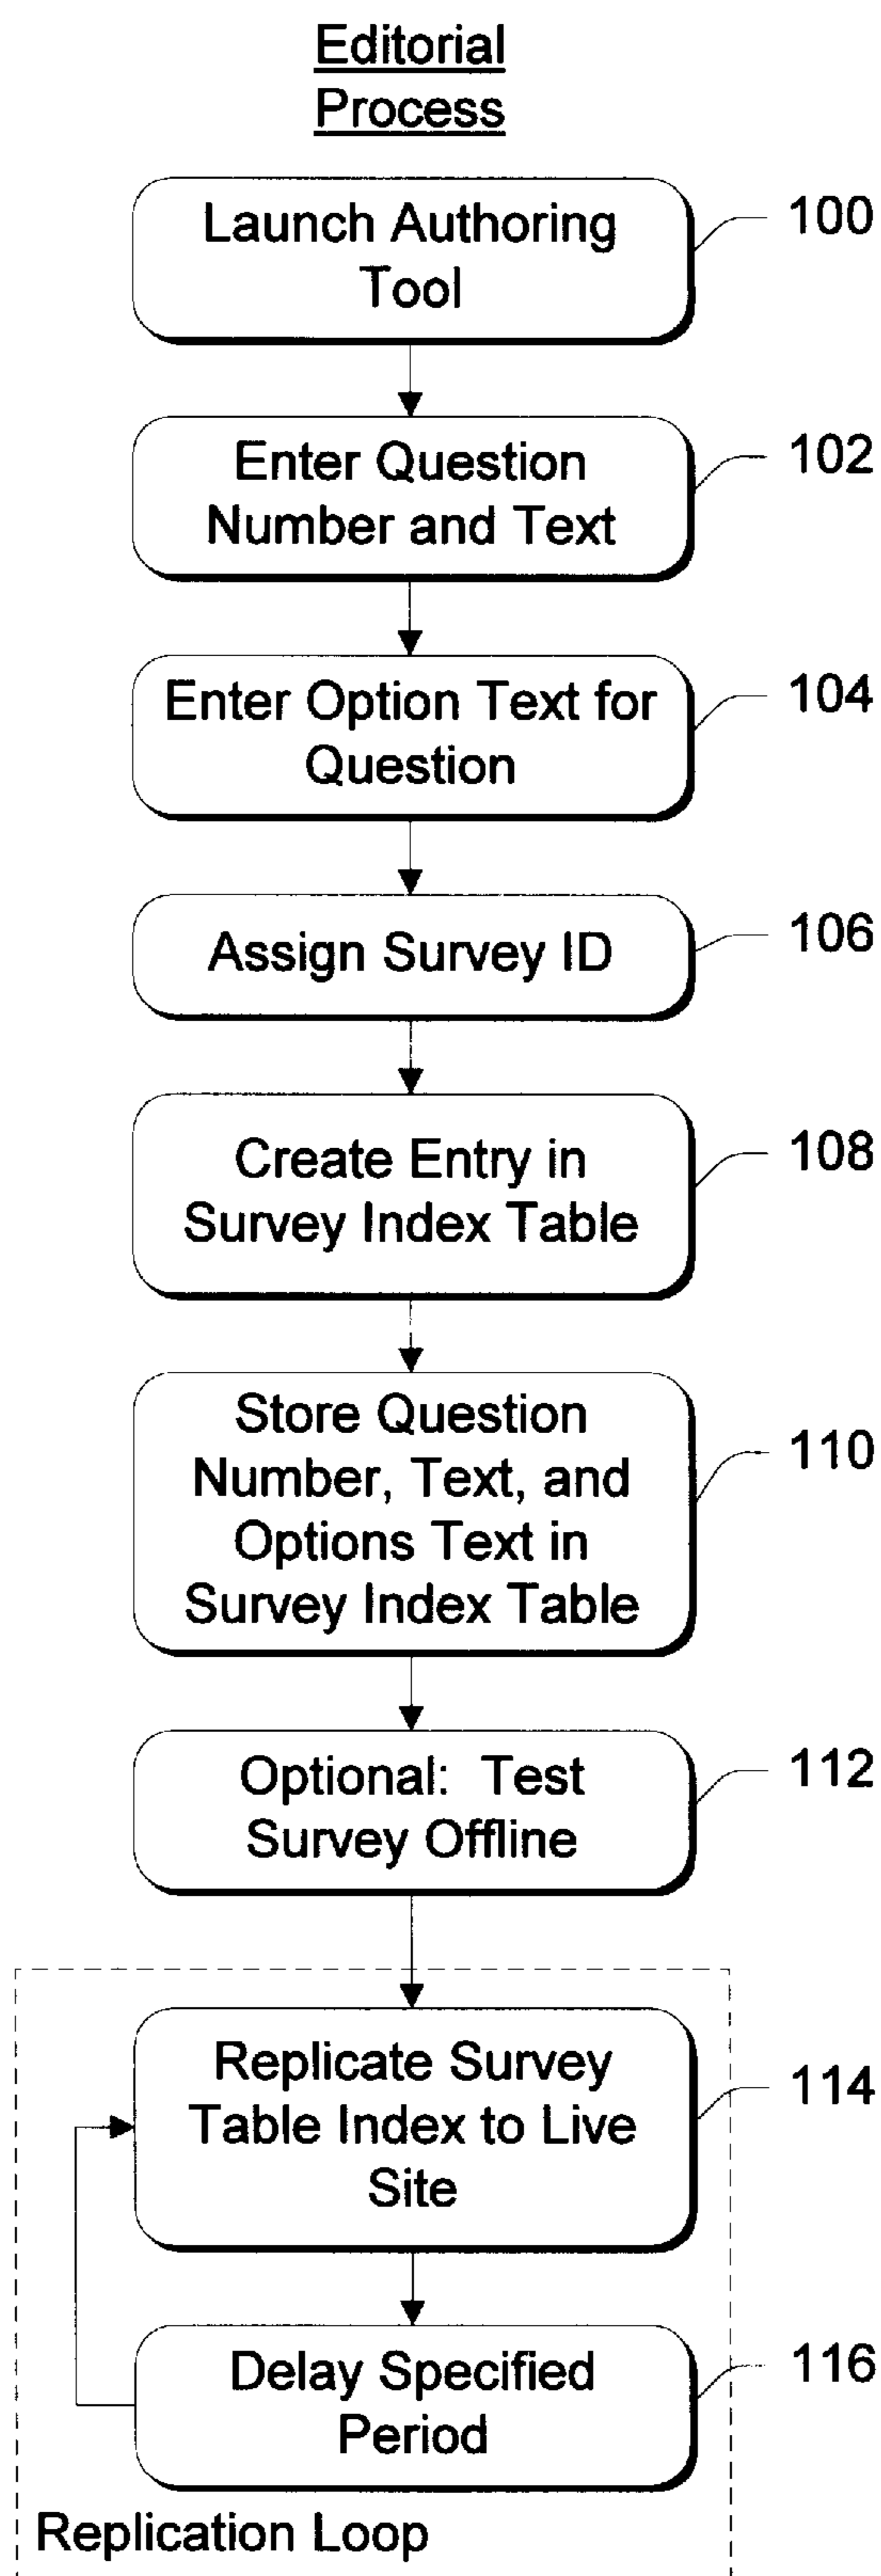 Editorial
Process
Launch Authoring
Tool
100
Enter Question
Number and Text
102
Enter Option Text for
Question
104
Assign Survey ID
106
Create Entry in
Survey Index Table
108
Store Question
Number, Text, and
Options Text in
Survey Index Table
110
Optional: Test
Survey Offline
112
Replicate Survey
Table Index to Live
Site
114
Delay Specified
Period
116
Replication Loop